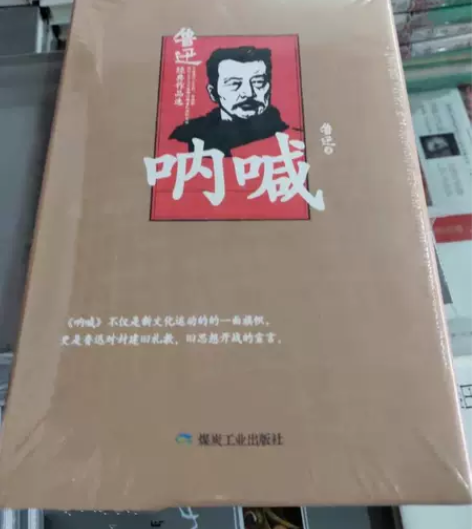 鲁迅
经典作品选
鲁迅 著
呐喊
《呐喊》不仅是新文化运动的的一面旗帜，
更是鲁迅对封建旧礼教、旧思想开战的宣言。
煤炭工业出版社